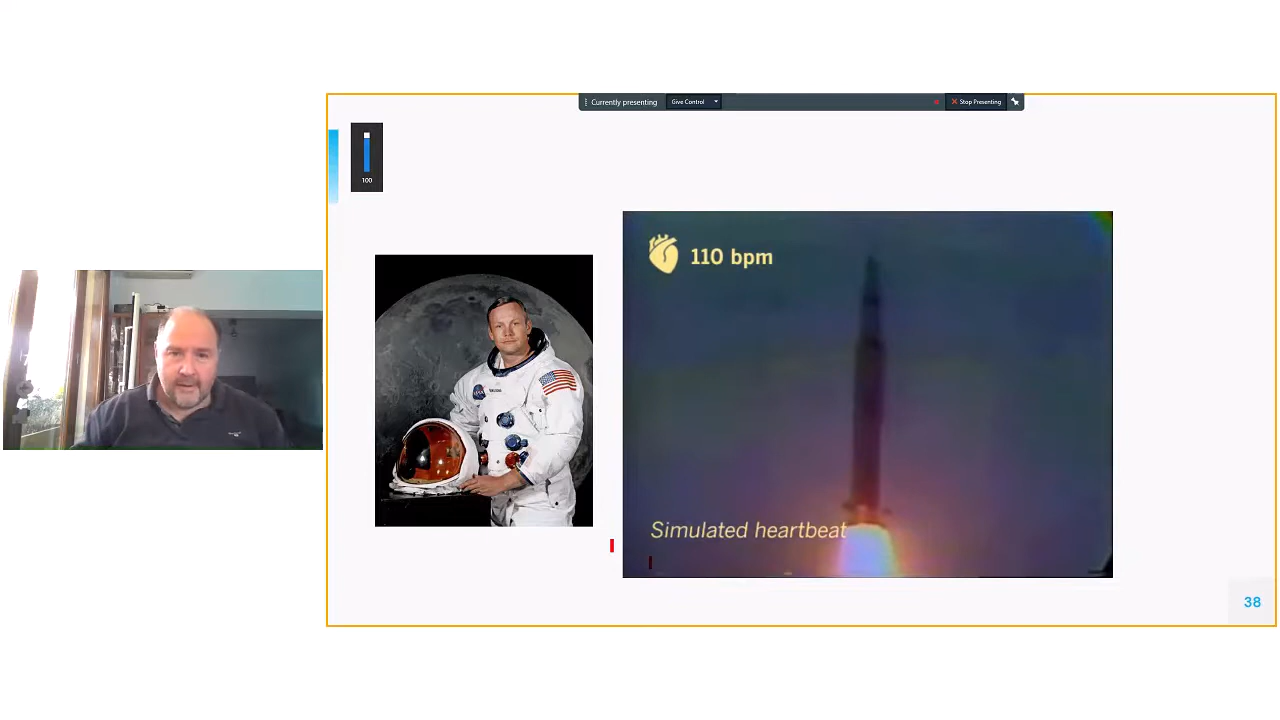 Currently presenting
Give Control
Stop Presenting
100
110 bpm
Simulated heartbeat
38